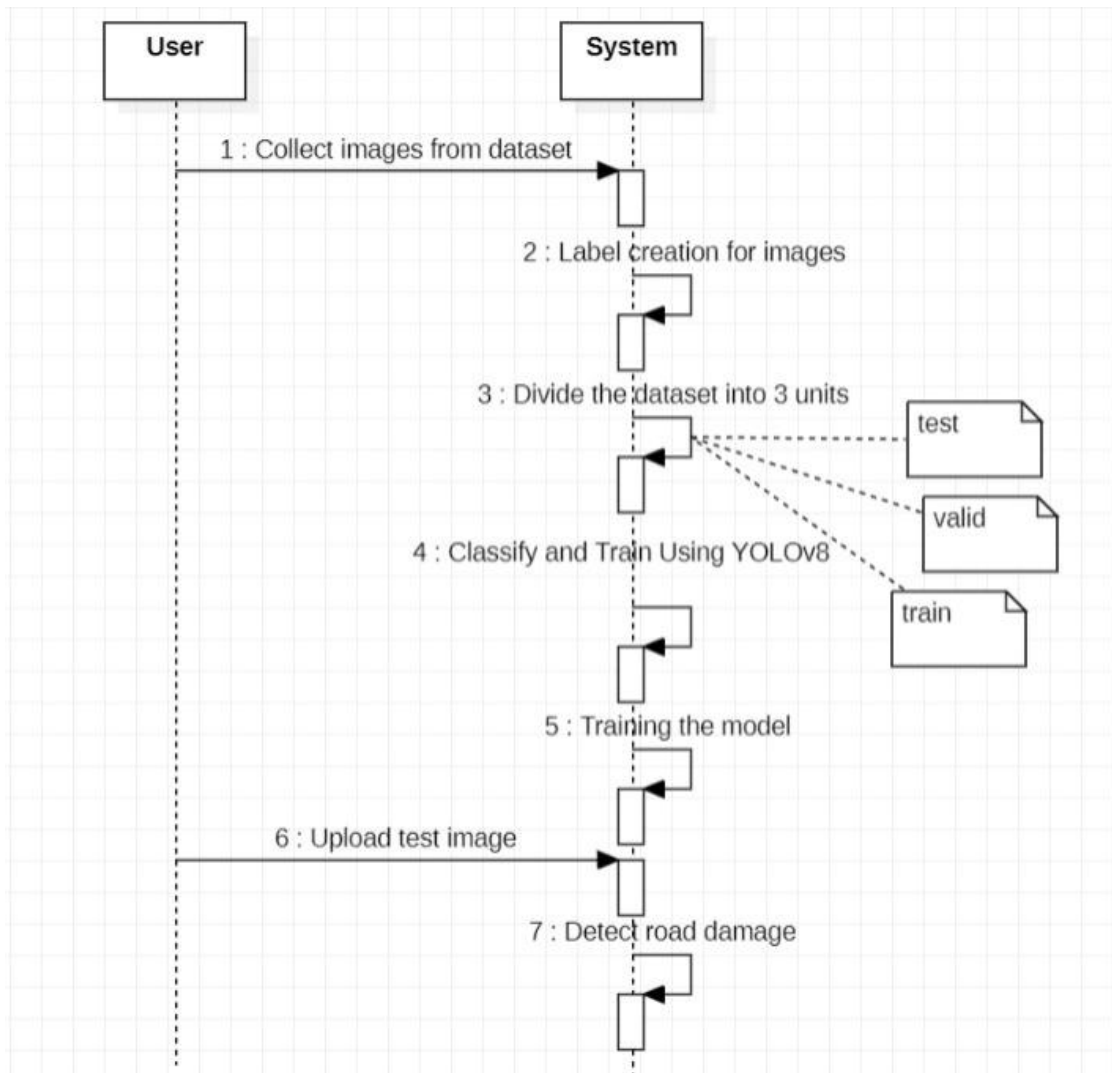 User
System
1 : Collect images from dataset
2 : Label creation for images
3 : Divide the dataset into 3 units
test
valid
4 : Classify and Train Using YOLOv8
train
5 : Training the model
6 : Upload test image
7 : Detect road damage